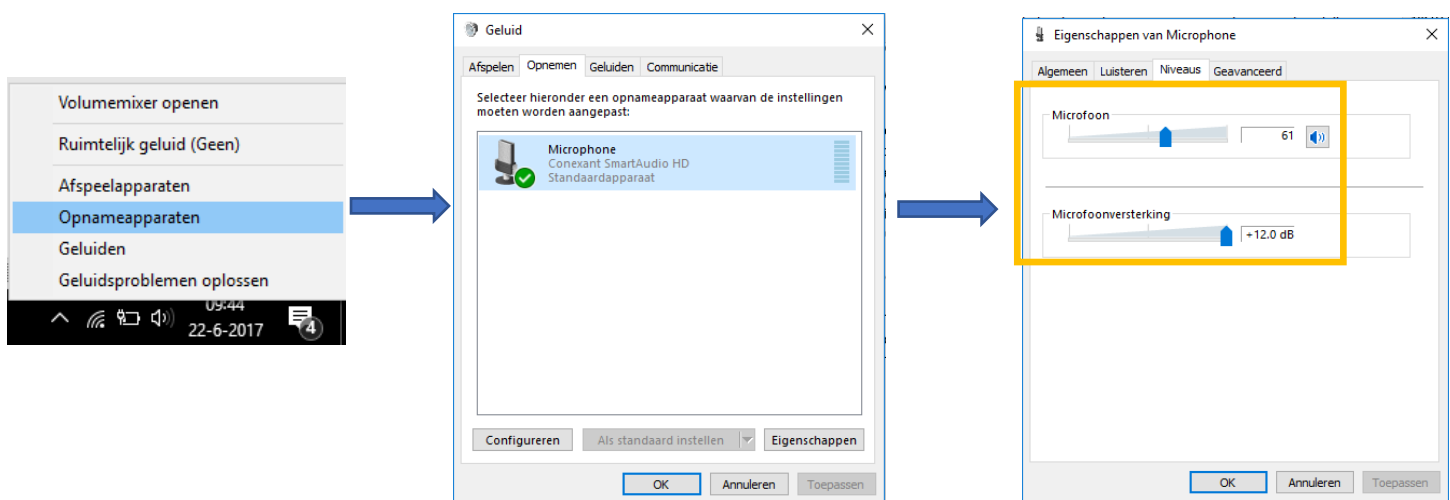 Volumemixer openen
Ruimtelijk geluid (Geen)
Afspeelapparaten
Opnameapparaten
Geluiden
Geluidsproblemen oplossen
09:44
22-6-2017
4
Geluid
Afspelen Opnemen Geluiden Communicatie
Selecteer hieronder een opnameapparaat waarvan de instellingen
moeten worden aangepast:
Microphone
Conexant SmartAudio HD
Standaardapparaat
Configureren Als standaard instellen Eigenschappen
OK Annuleren Toepassen
Eigenschappen van Microphone
Algemeen Luisteren Niveaus Geavanceerd
Microfoon
61
Microfoonversterking
+12.0 dB
OK Annuleren Toepassen